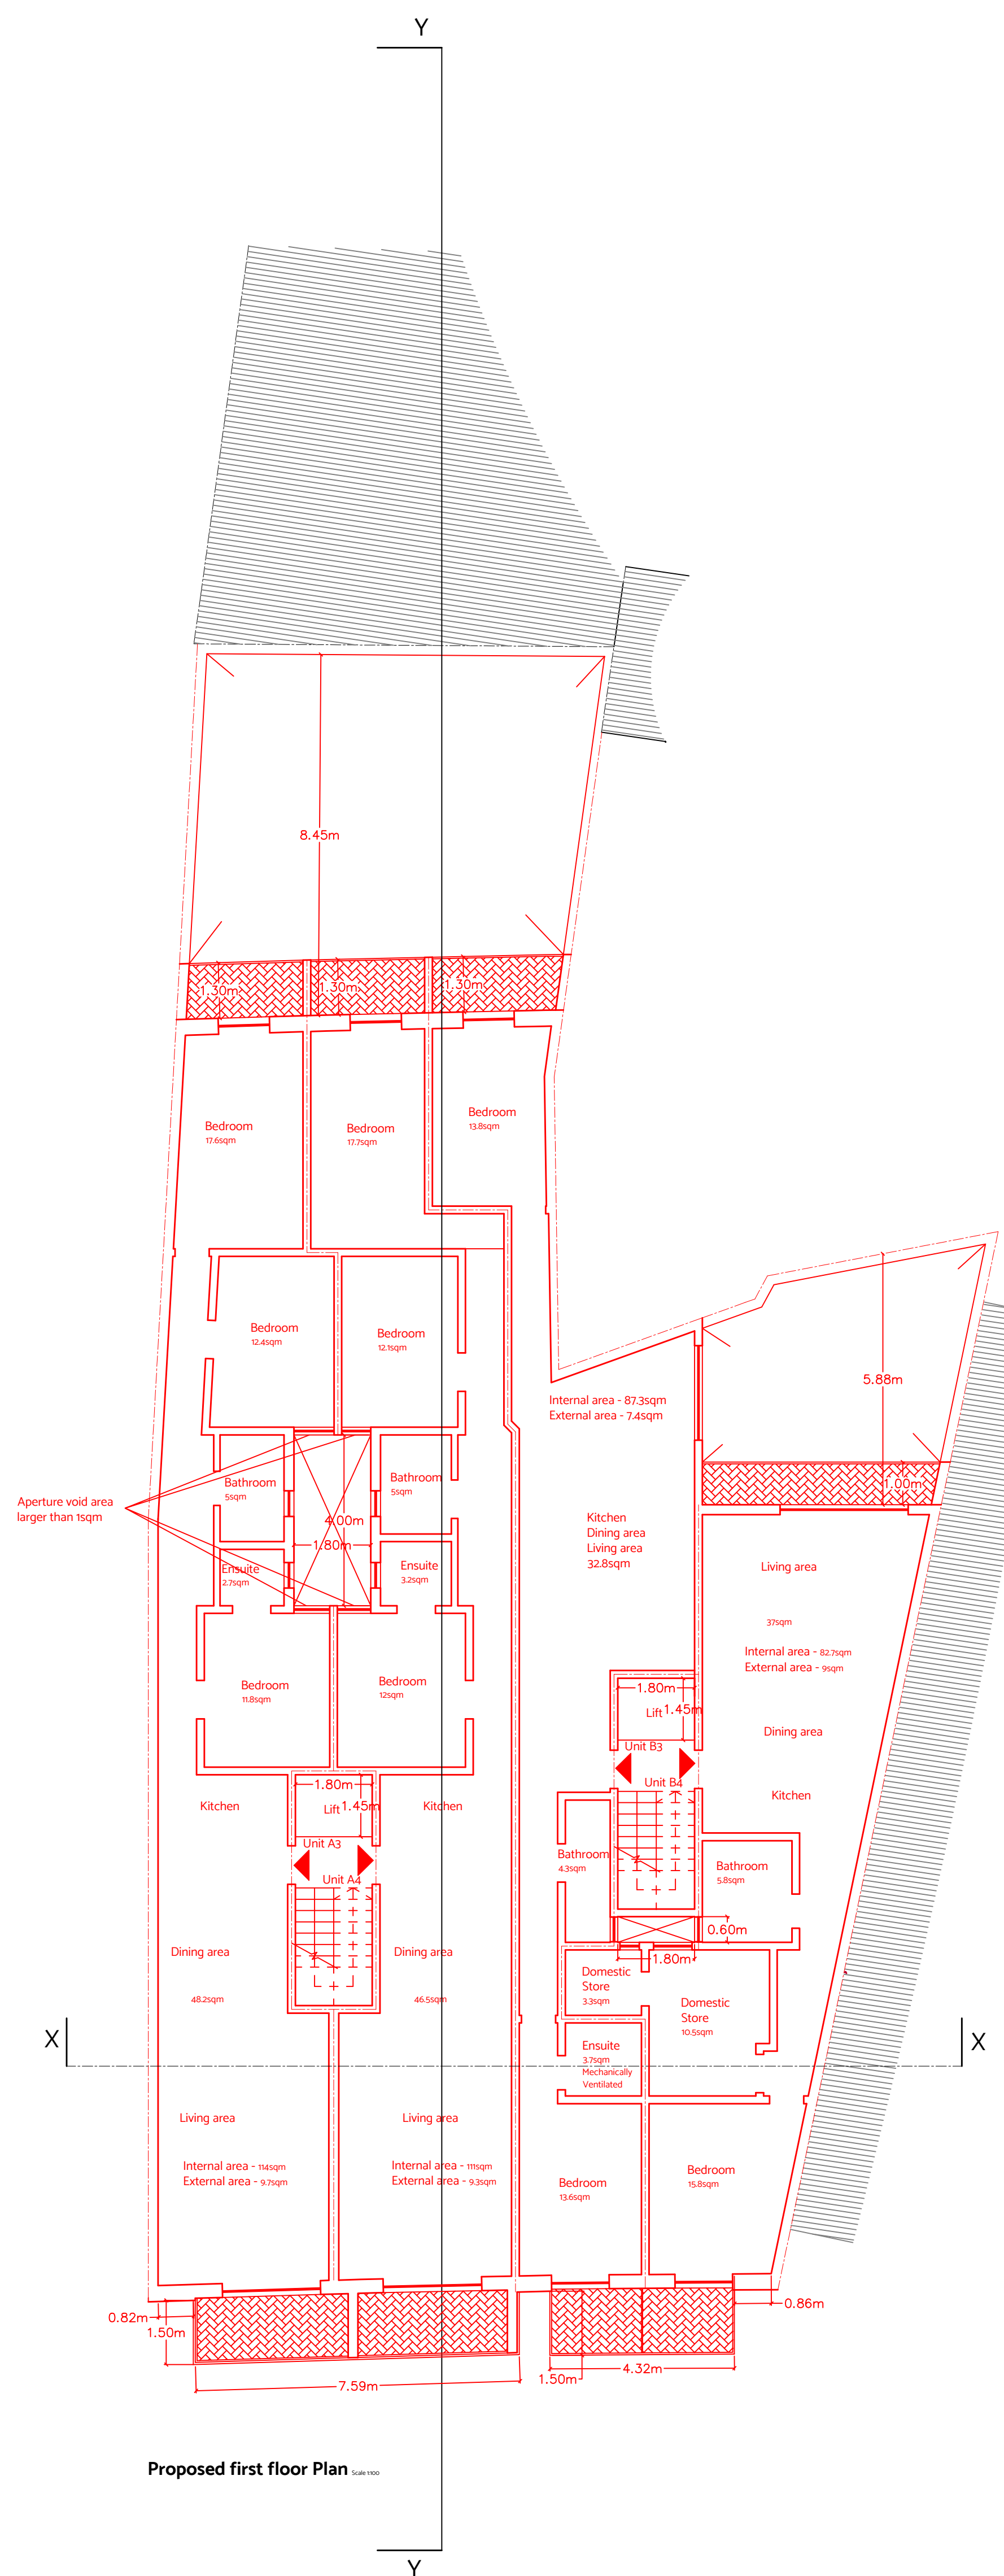 Y
8.45m
1.30m
1.30m
1.30m
Bedroom
17.6sqm
Bedroom
17.7sqm
Bedroom
13.8sqm
Bedroom
12.4sqm
Bedroom
12.1sqm
5.88m
Internal area - 87.3sqm
External area - 7.4sqm
Bathroom
5sqm
Bathroom
5sqm
1.00m
Aperture void area
larger than 1sqm
4.00m
1.80m
Kitchen
Dining area
Living area
32.8sqm
Ensuite
2.7sqm
Ensuite
3.2sqm
Living area
37sqm
Internal area - 82.7sqm
External area - 9sqm
Bedroom
11.8sqm
Bedroom
12sqm
1.80m
Lift
1.45m
Dining area
Unit B3
Unit B4
1.80m
Lift
1.45m
Kitchen
Kitchen
Kitchen
Unit A3
Unit A4
Bathroom
4.3sqm
Bathroom
5.8sqm
0.60m
1.80m
Dining area
Dining area
48.2sqm
46.5sqm
Domestic
Store
3.3sqm
Domestic
Store
10.5sqm
X
X
Ensuite
3.7sqm
Mechanically
Ventilated
Living area
Living area
Internal area - 114sqm
External area - 9.7sqm
Internal area - 111sqm
External area - 9.3sqm
Bedroom
13.6sqm
Bedroom
15.8sqm
0.82m
1.50m
0.86m
4.32m
1.50m
7.59m
Proposed first floor Plan Scale 1:100
Y